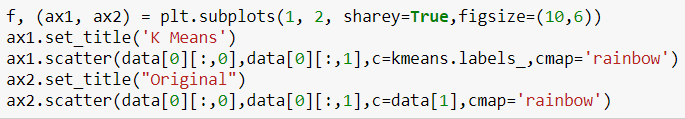 f, (ax1, ax2) = plt.subplots(1, 2, sharey=True,figsize=(10,6))
ax1.set_title('K Means')
ax1.scatter(data[0][:,0],data[0][:,1],c=kmeans.labels_,cmap='rainbow')
ax2.set_title("Original")
ax2.scatter(data[0][:,0],data[0][:,1],c=data[1],cmap='rainbow')